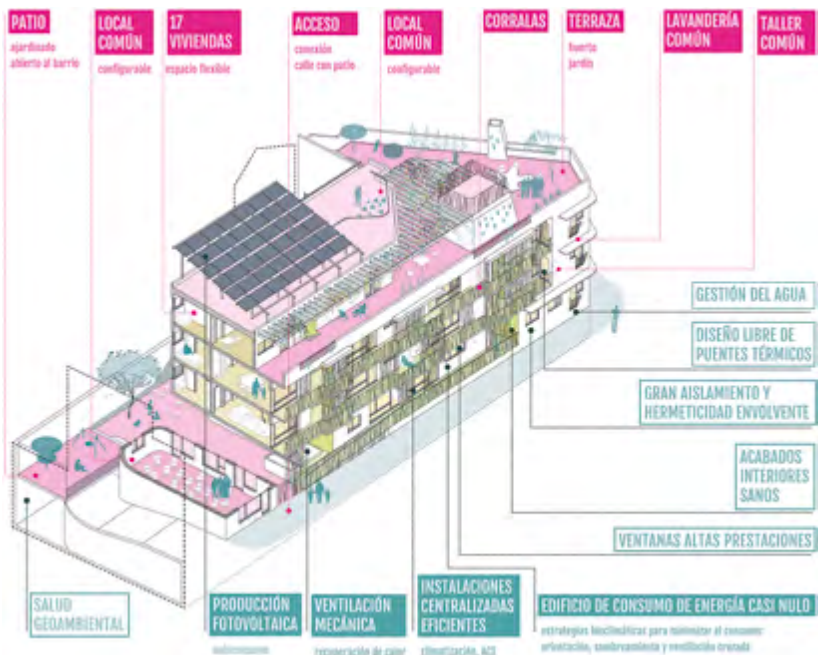 PATIO
ajardinado
abierto al barrio
LOCAL
COMÚN
configurable
17
VIVIENDAS
espacio flexible
ACCESO
conexión
calle con patio
LOCAL
COMÚN
configurable
CORRALAS
TERRAZA
huerto
jardín
LAVANDERÍA
COMÚN
TALLER
COMÚN
GESTIÓN DEL AGUA
DISEÑO LIBRE DE
PUENTES TÉRMICOS
GRAN AISLAMIENTO Y
HERMETICIDAD ENVOLVENTE
ACABADOS
INTERIORES
SANOS
VENTANAS ALTAS PRESTACIONES
SALUD
GEOAMBIENTAL
PRODUCCIÓN
FOTOVOLTAICA
autoconsumo
VENTILACIÓN
MECÁNICA
recuperación de calor
INSTALACIONES
CENTRALIZADAS
EFICIENTES
climatización, ACS
EDIFICIO DE CONSUMO DE ENERGÍA CASI NULO
estrategias bioclimáticas para minimizar el consumo:
orientación, sombreamiento y ventilación cruzada